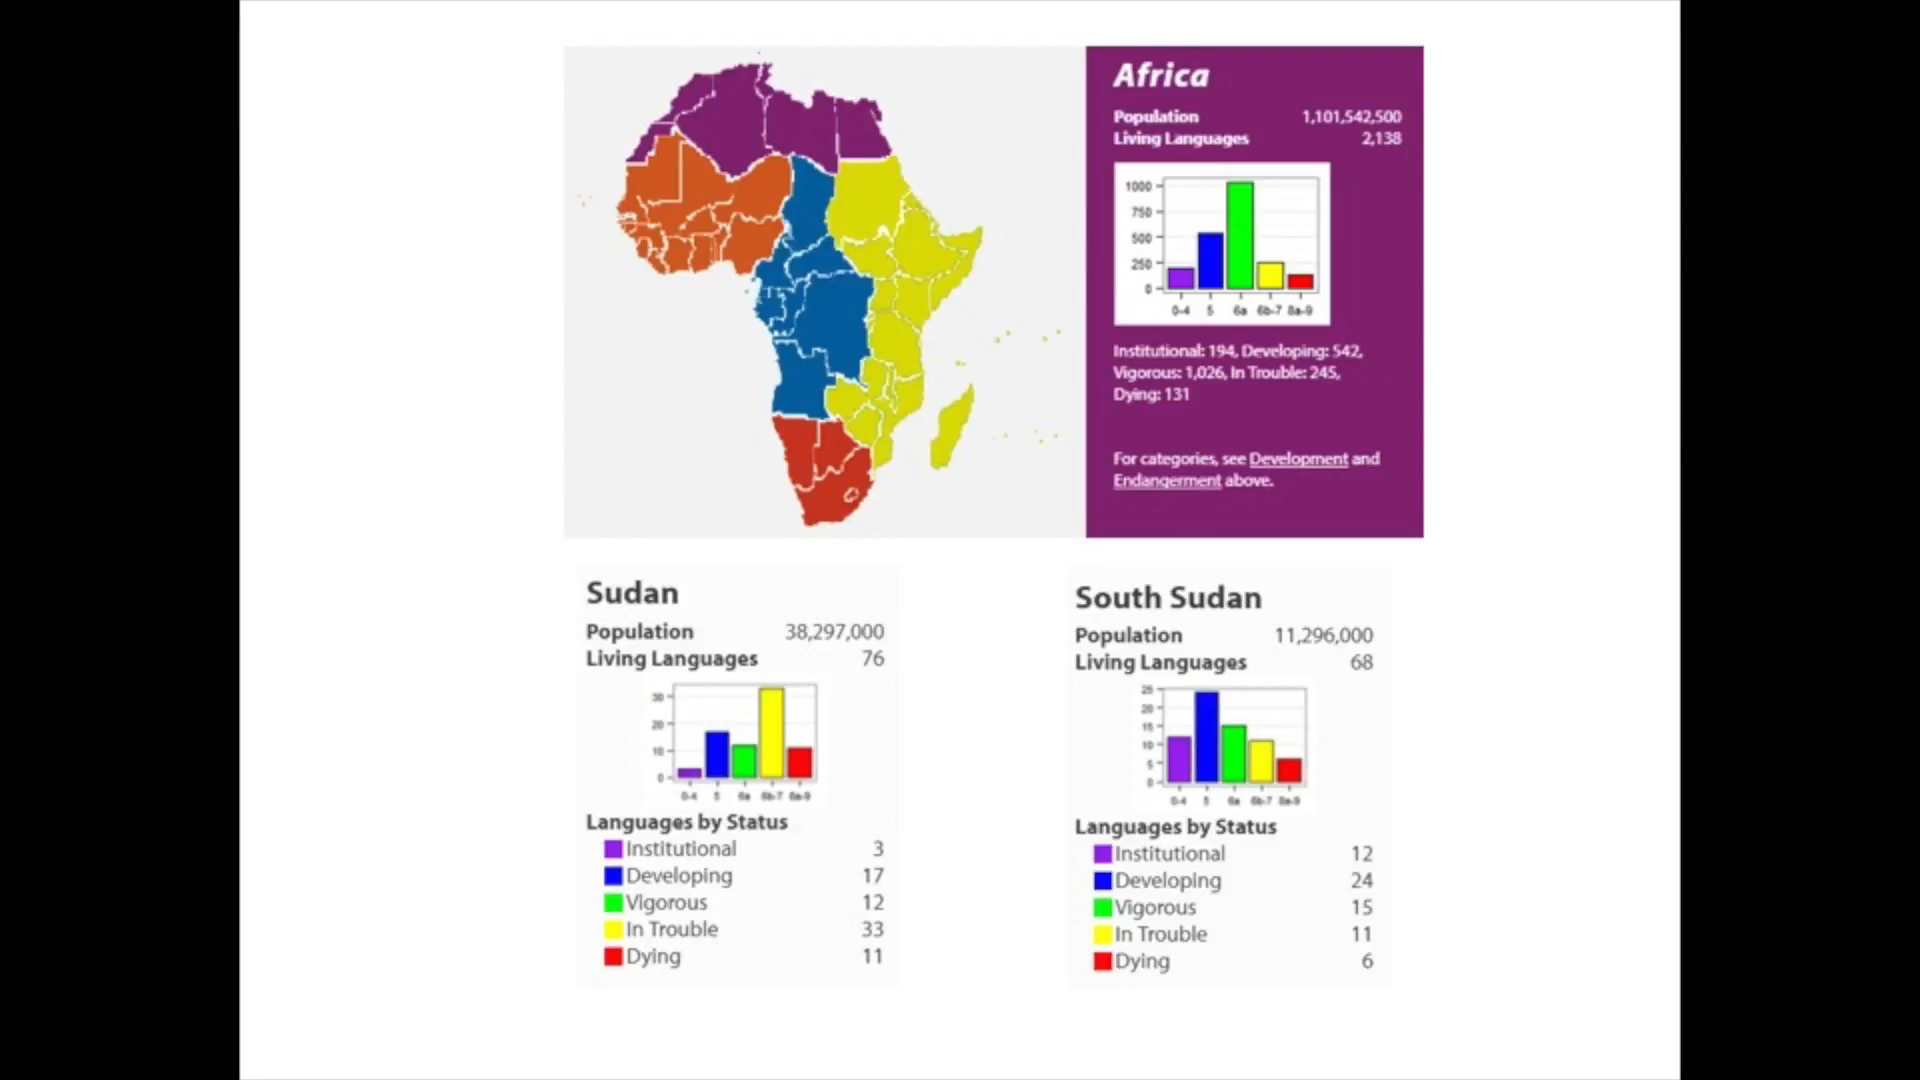 Africa
Population 1,101,542,500
Living Languages 2,138
1000
750
500
250
0
0-4 5 6a 6b-7 8a-9
Institutional: 194, Developing: 542,
Vigorous: 1,026, In Trouble: 245,
Dying: 131
For categories, see Development and
Endangerment above.
Sudan
Population 38,297,000
Living Languages 76
30
20
10
0
0-4 5 6a 6b-7 8a-9
Languages by Status
Institutional 3
Developing 17
Vigorous 12
In Trouble 33
Dying 11
South Sudan
Population 11,296,000
Living Languages 68
25
20
15
10
5
0
0-4 5 6a 6b-7 8a-9
Languages by Status
Institutional 12
Developing 24
Vigorous 15
In Trouble 11
Dying 6